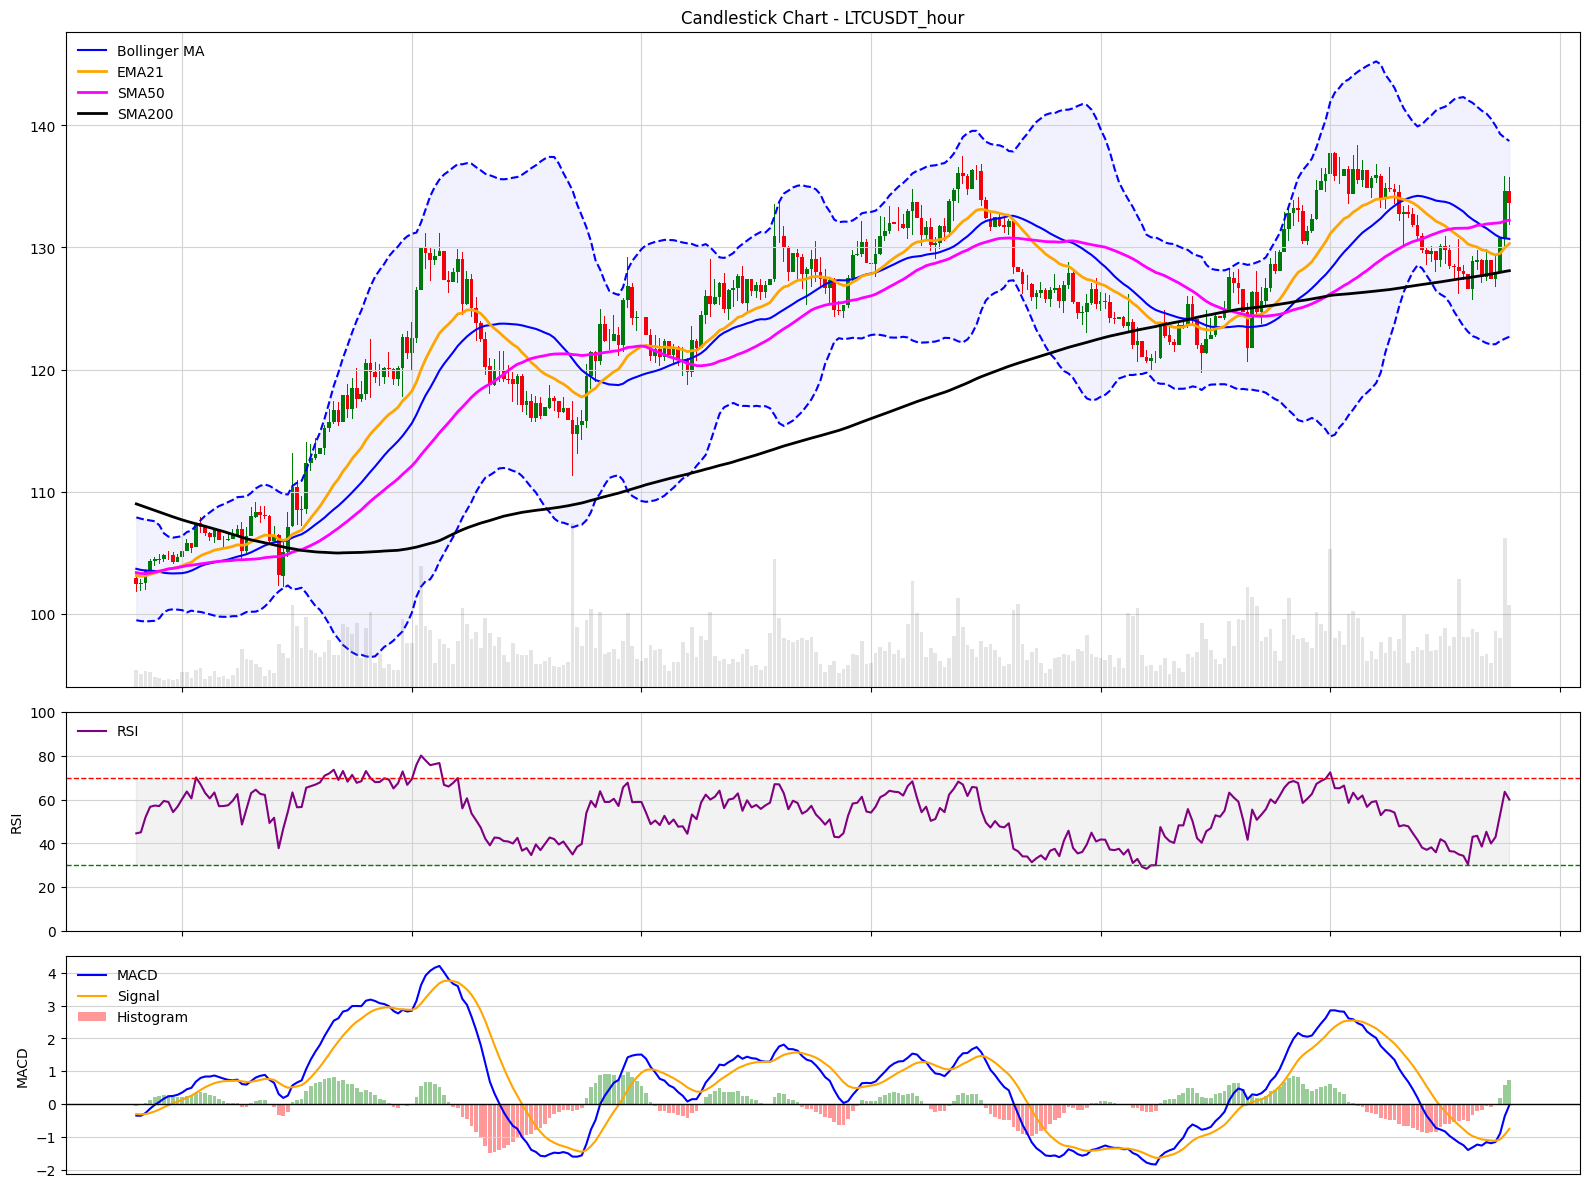 Candlestick Chart - LTCUSDT_hour
Bollinger MA
EMA21
SMA50
SMA200
140
130
120
110
100
RSI
100
80
60
40
20
0
RSI
MACD
Signal
Histogram
4
3
2
1
0
−1
−2
MACD